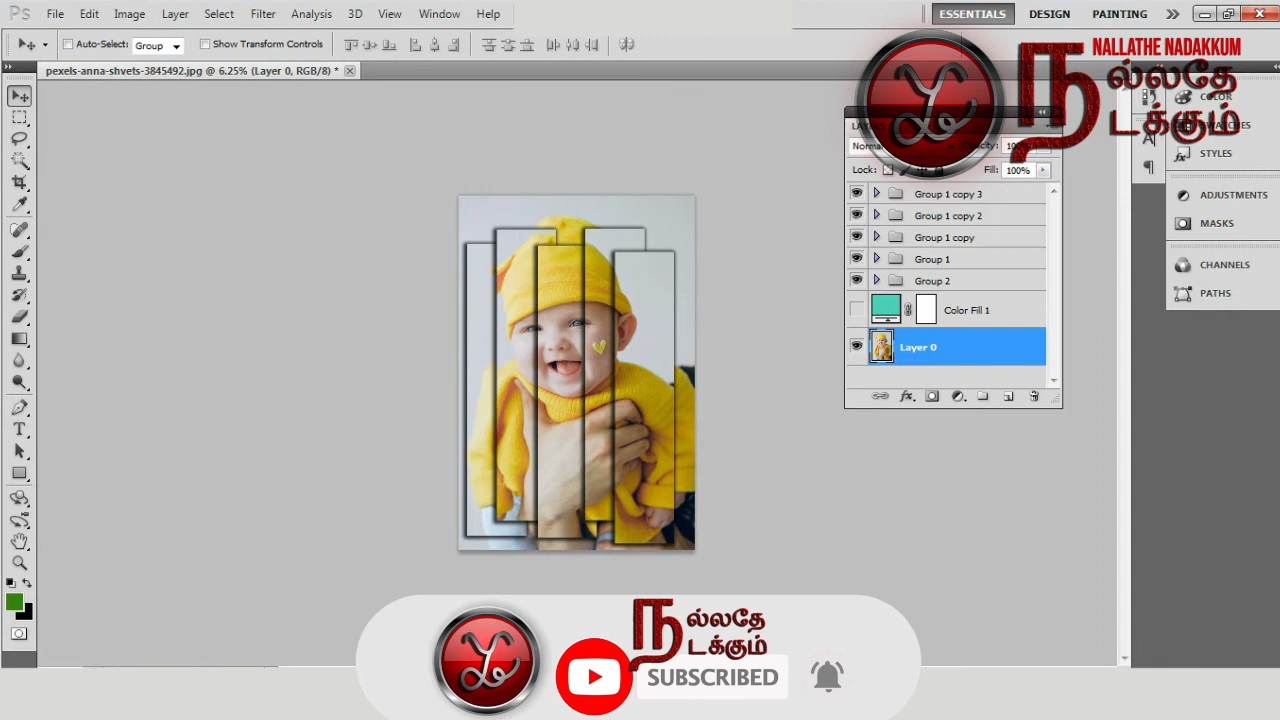 Ps File Edit Image Layer Select Filter Analysis 3D View Window Help
ESSENTIALS DESIGN PAINTING
Auto-Select: Group Show Transform Controls
NALLATHE NADAKKUM
நல்லதே
நடக்கும்
pexels-anna-shvets-3845492.jpg @ 6.25% (Layer 0, RGB/8) *
COLOR
SWATCHES
STYLES
ADJUSTMENTS
MASKS
CHANNELS
PATHS
Normal
Opacity:
Lock: Fill: 100%
Group 1 copy 3
Group 1 copy 2
Group 1 copy
Group 1
Group 2
Color Fill 1
Layer 0
நல்லதே
நடக்கும்
SUBSCRIBED